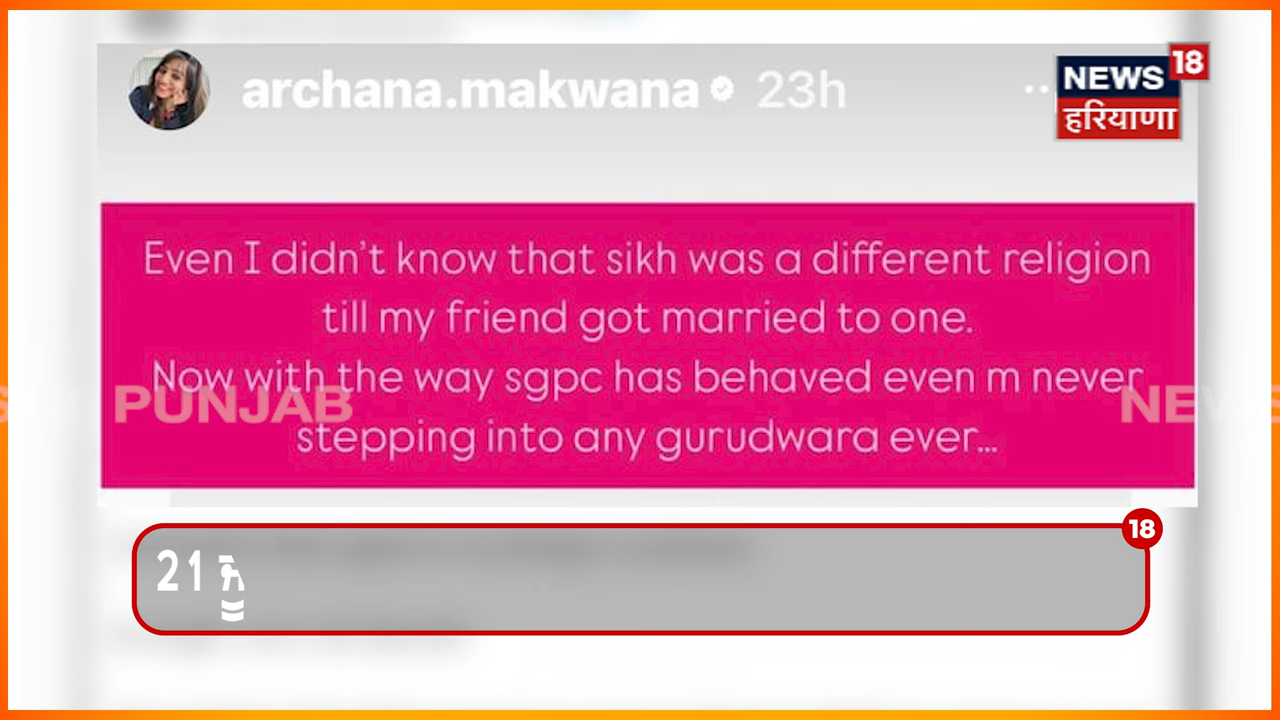 archana.makwana 23h
NEWS 18
हरियाणा
Even I didn't know that sikh was a different religion
till my friend got married to one.
Now with the way sgpc has behaved even m never
stepping into any gurudwara ever...
PUNJAB
NEWS
18
21